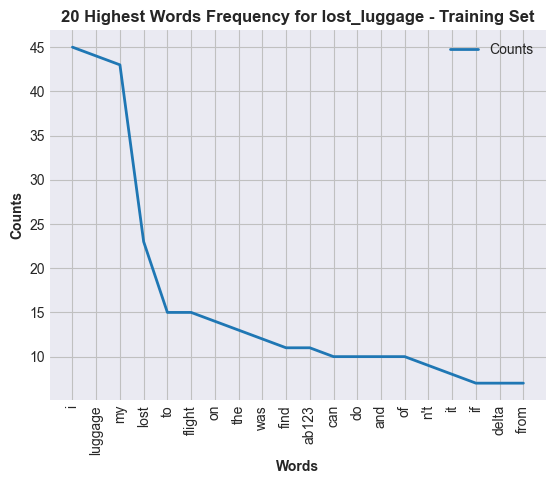 20 Highest Words Frequency for lost_luggage - Training Set
Counts
45
40
35
30
25
20
15
10
Counts
i
luggage
my
lost
to
flight
on
the
was
find
ab123
can
do
and
of
n't
it
if
delta
from
Words